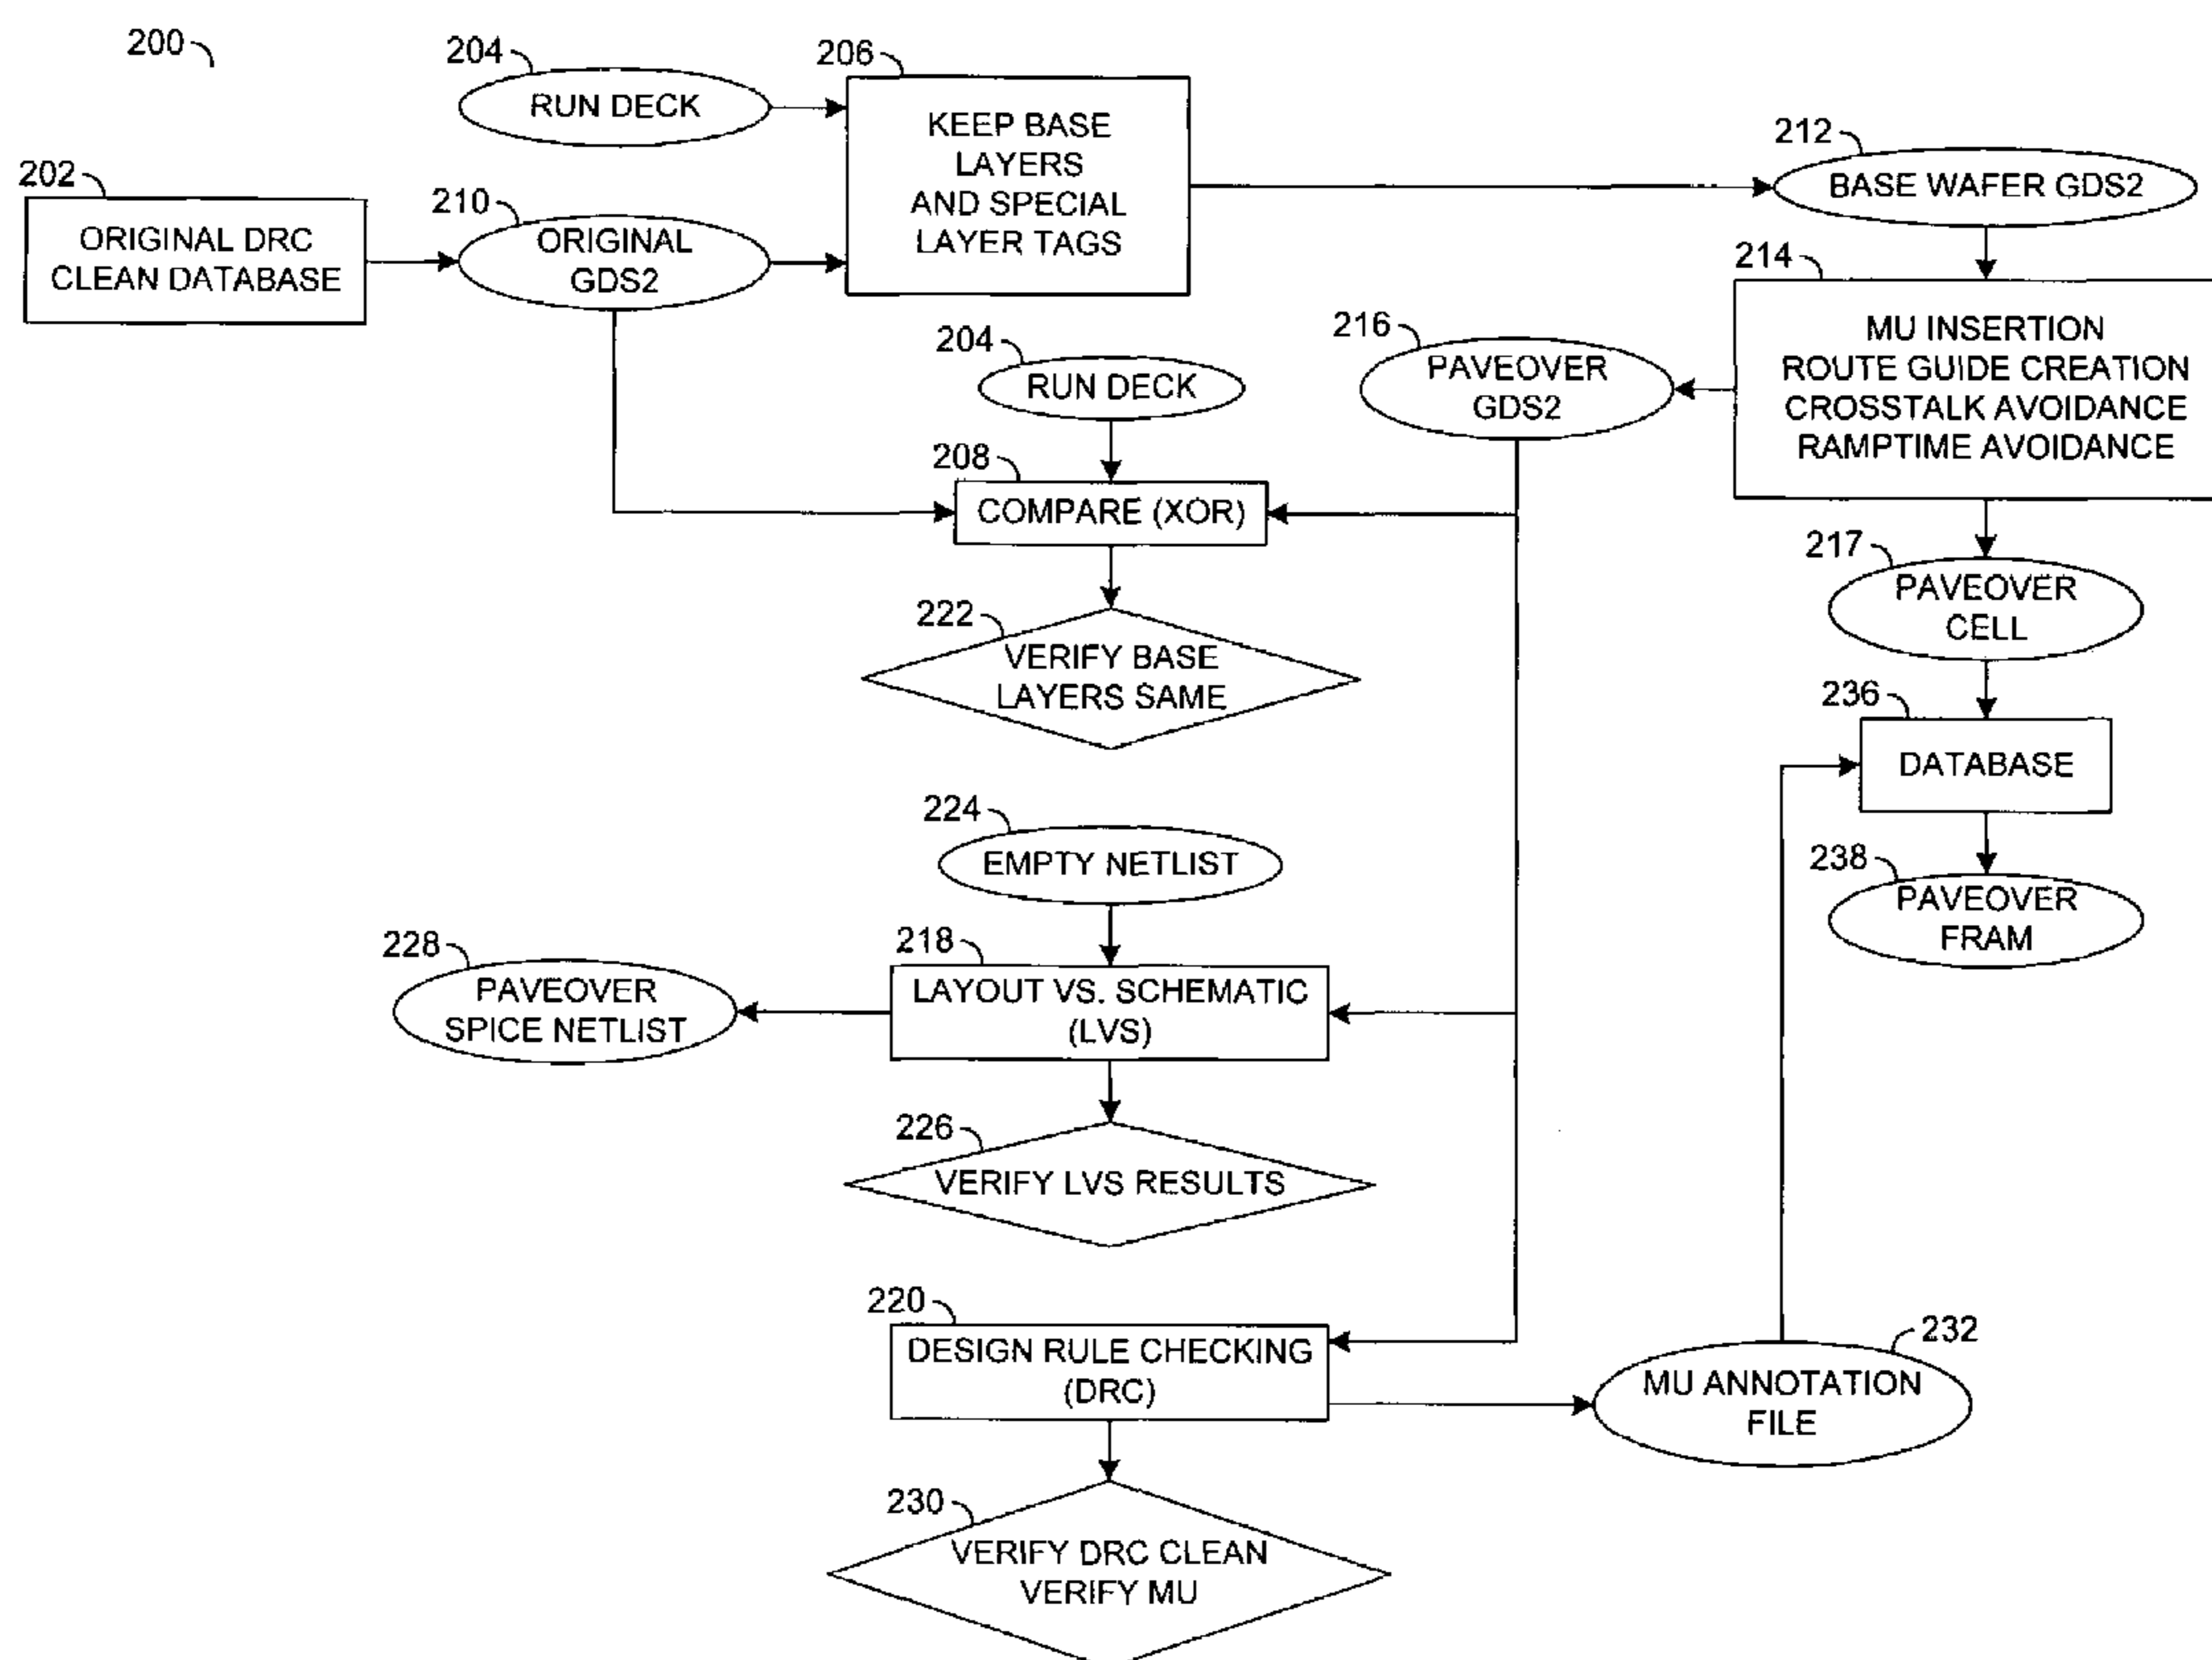 200
204
RUN DECK
206
KEEP BASE
LAYERS
AND SPECIAL
LAYER TAGS
202
ORIGINAL DRC
CLEAN DATABASE
210
ORIGINAL
GDS2
212
BASE WAFER GDS2
214
MU INSERTION
ROUTE GUIDE CREATION
CROSSTALK AVOIDANCE
RAMPTIME AVOIDANCE
216
PAVEOVER
GDS2
204
RUN DECK
208
COMPARE (XOR)
217
PAVEOVER
CELL
222
VERIFY BASE
LAYERS SAME
236
DATABASE
224
EMPTY NETLIST
238
PAVEOVER
FRAM
228
PAVEOVER
SPICE NETLIST
218
LAYOUT VS. SCHEMATIC
(LVS)
226
VERIFY LVS RESULTS
220
DESIGN RULE CHECKING
(DRC)
232
MU ANNOTATION
FILE
230
VERIFY DRC CLEAN
VERIFY MU